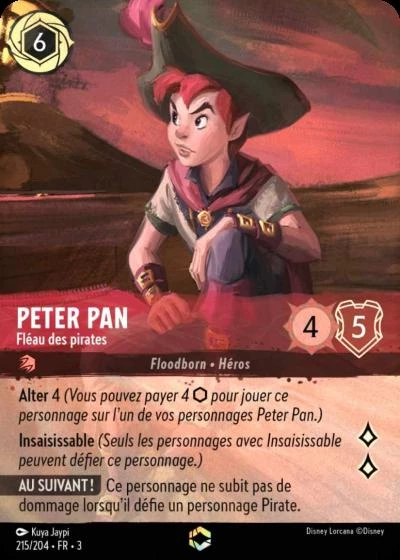 6
PETER PAN
Fléau des pirates
4
5
Floodborn • Héros
Alter 4 (Vous pouvez payer 4 pour jouer ce
personnage sur l'un de vos personnages Peter Pan.)
Insaisissable (Seuls les personnages avec Insaisissable
peuvent défier ce personnage.)
AU SUIVANT ! Ce personnage ne subit pas de
dommage lorsqu'il défie un personnage Pirate.
Kuya Jaypi
215/204 • FR • 3
Disney Lorcana ©Disney